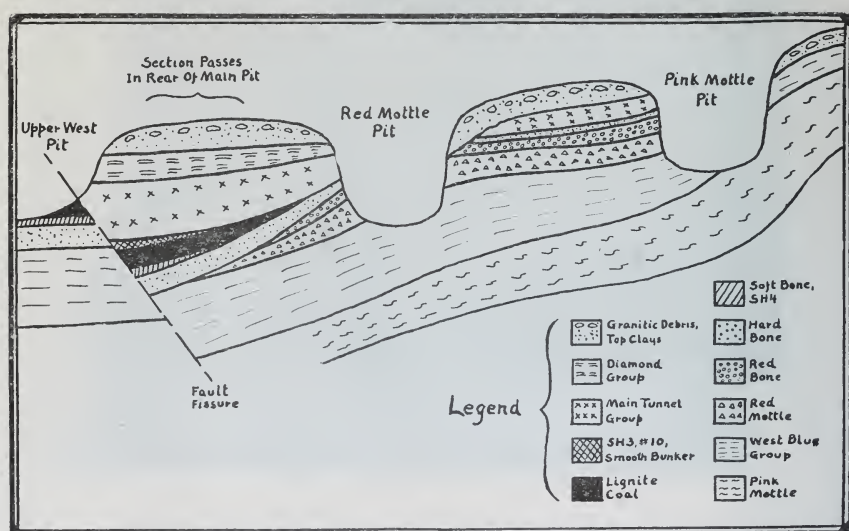 Section Passes
In Rear Of Main Pit
Upper West
Pit
Red Mottle
Pit
Pink Mottle
Pit
Fault
Fissure
Legend
Granitic Debris,
Top Clays
Diamond
Group
Main Tunnel
Group
SH3, #10,
Smooth Bunker
Lignite
Coal
Soft Bone,
SH4
Hard
Bone
Red
Bone
Red
Mottle
West Blue
Group
Pink
Mottle